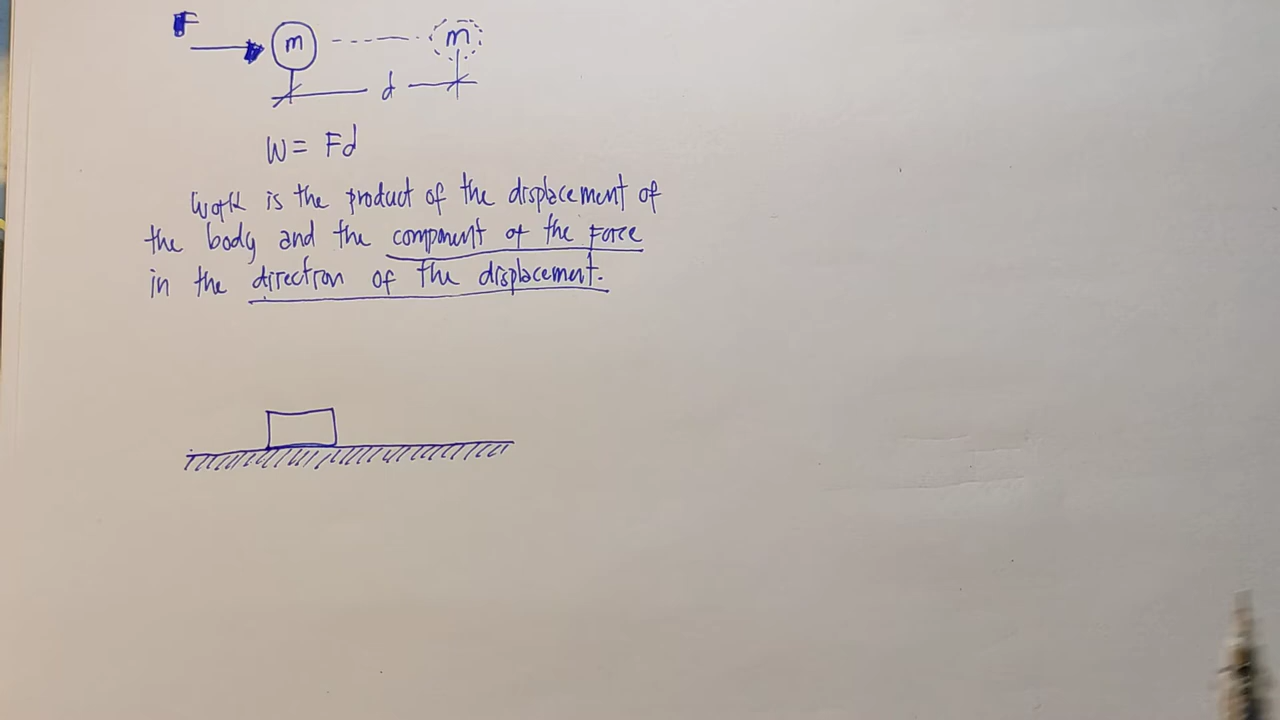 F
m m
d
W = Fd
Work is the product of the displacement of
the body and the component of the Force
in the direction of the displacement.